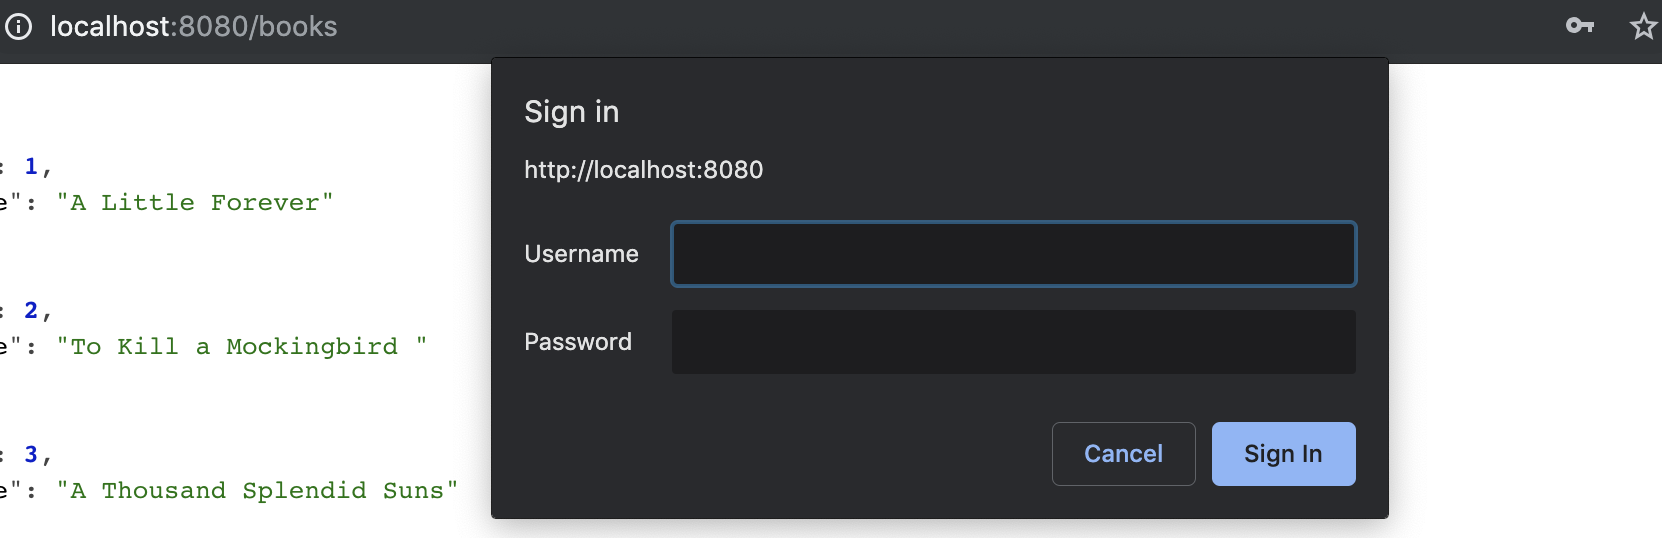 localhost:8080/books
Sign in
http://localhost:8080
Username
Password
Cancel
Sign In
: 1,
e": "A Little Forever"
: 2,
e": "To Kill a Mockingbird "
: 3,
e": "A Thousand Splendid Suns"